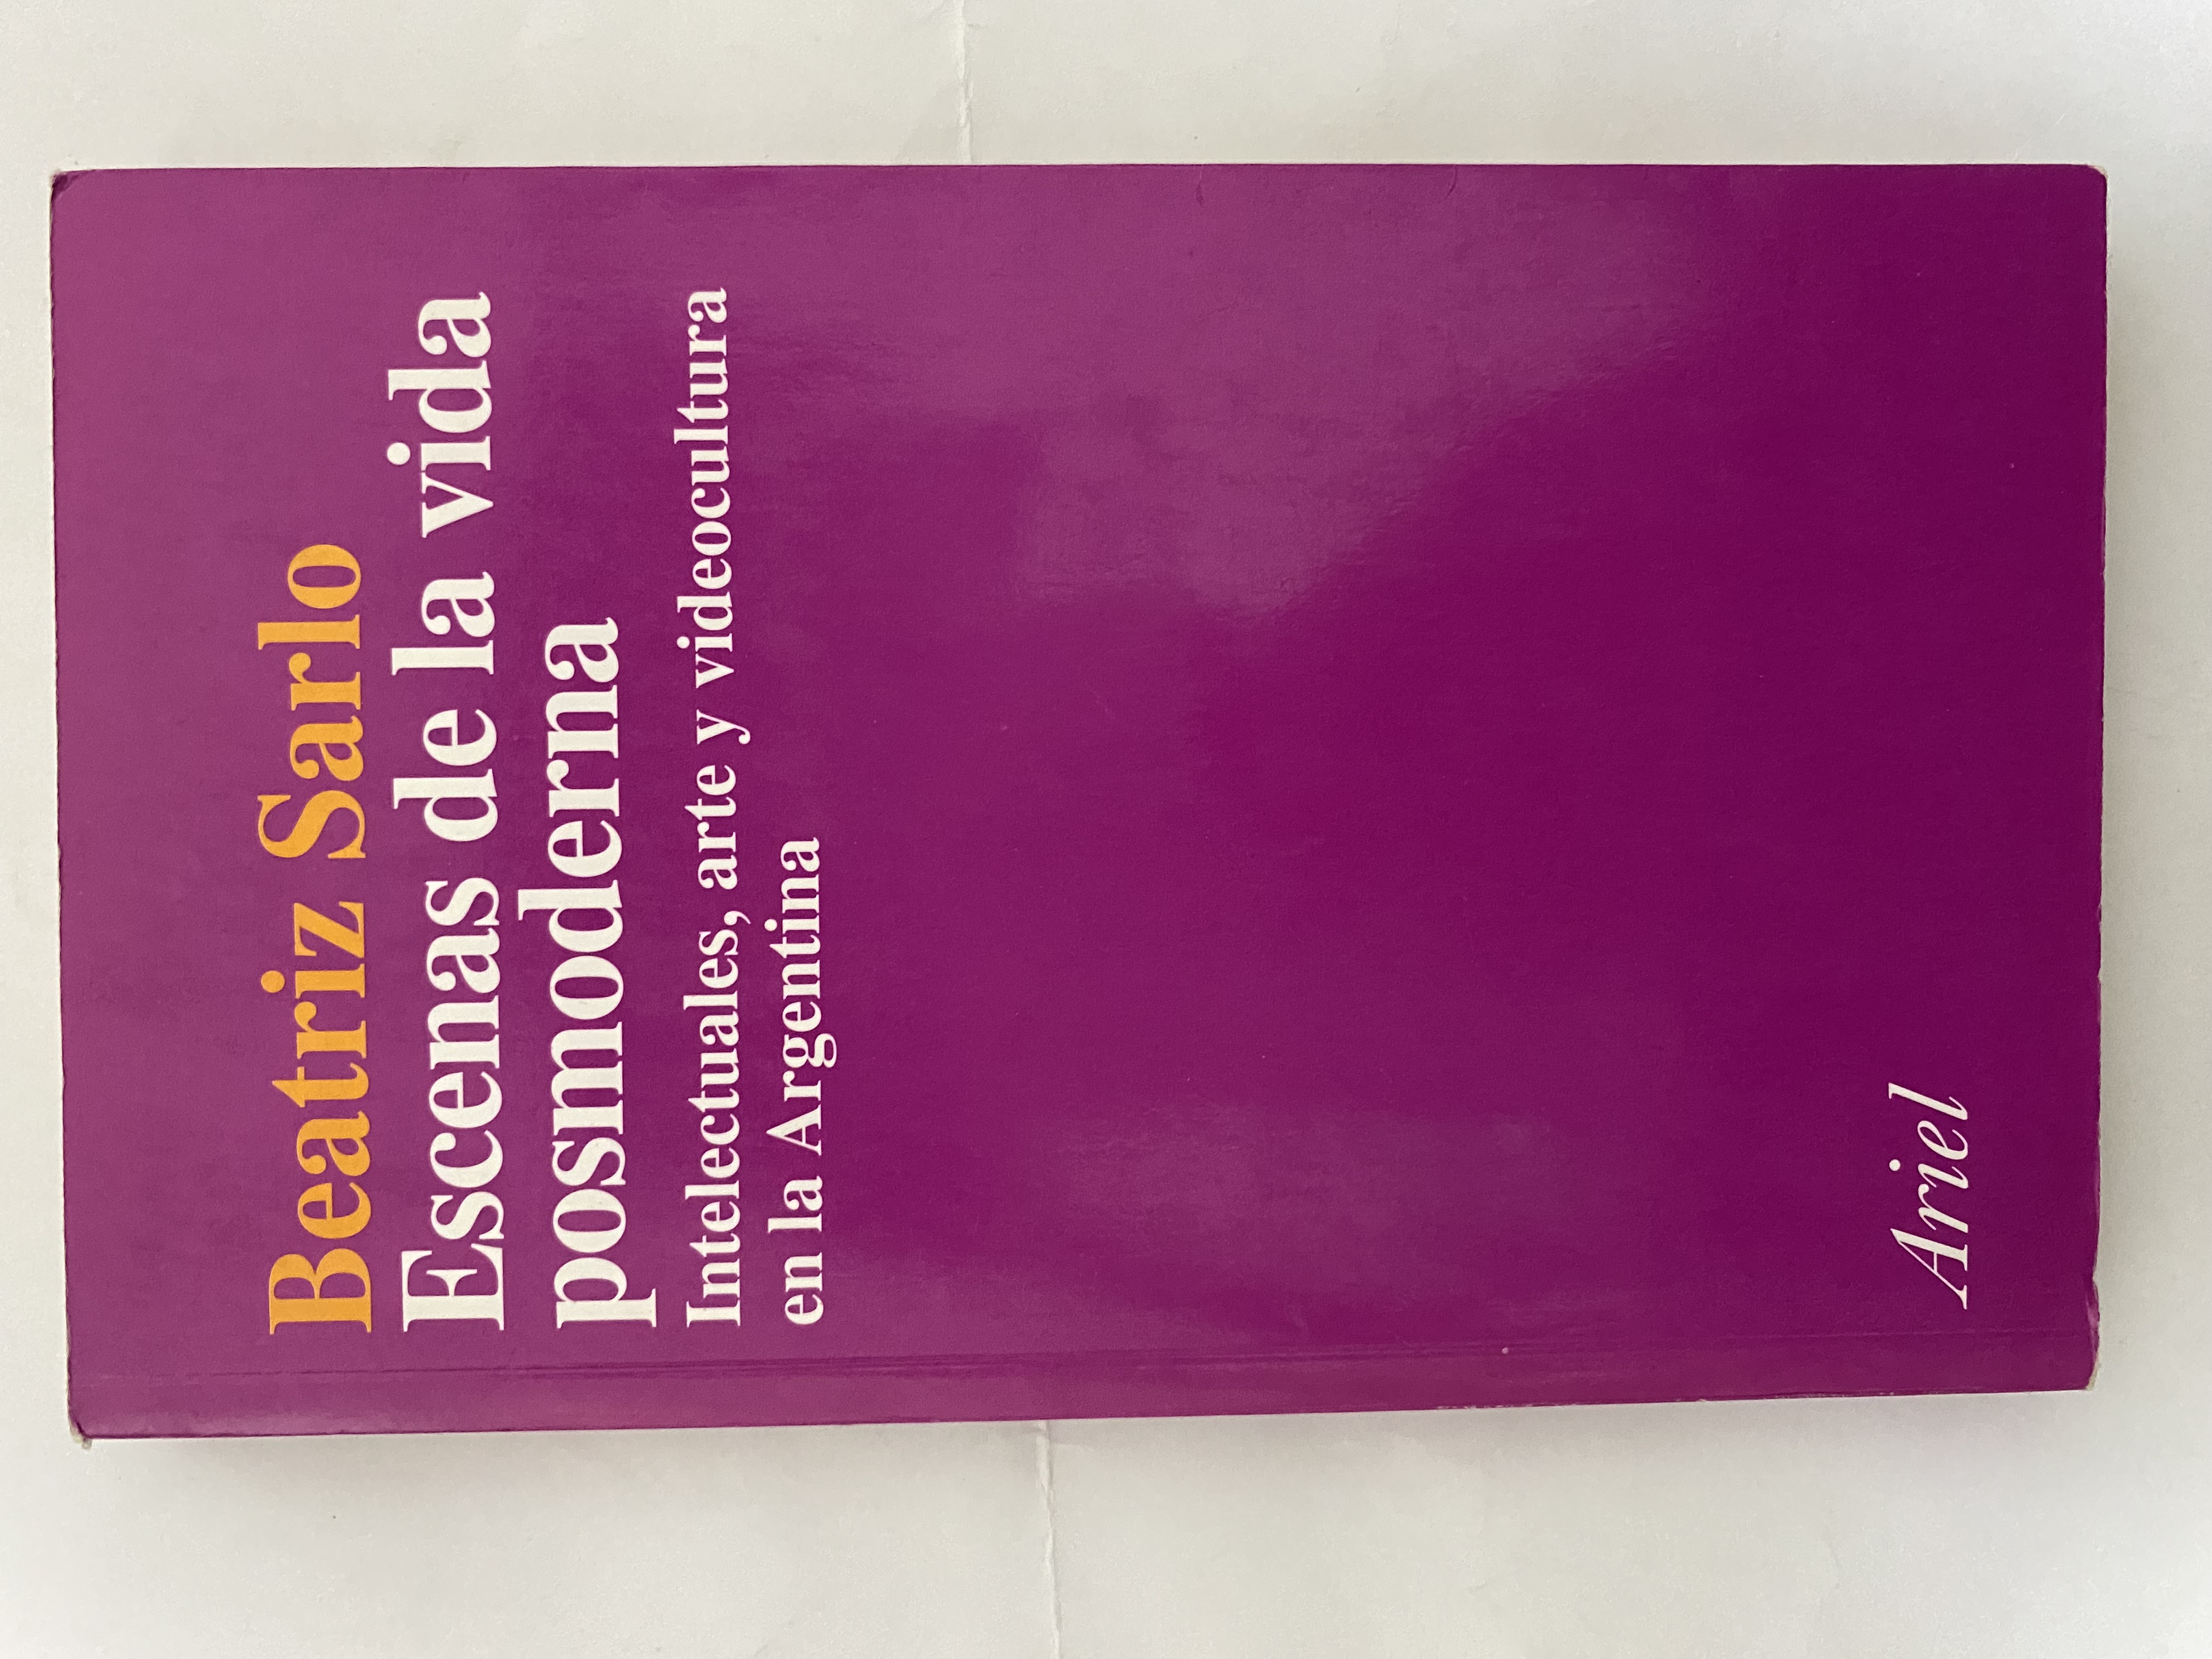 Beatriz Sarlo
Escenas de la vida
posmoderna
Intelectuales, arte y videocultura
en la Argentina
Ariel